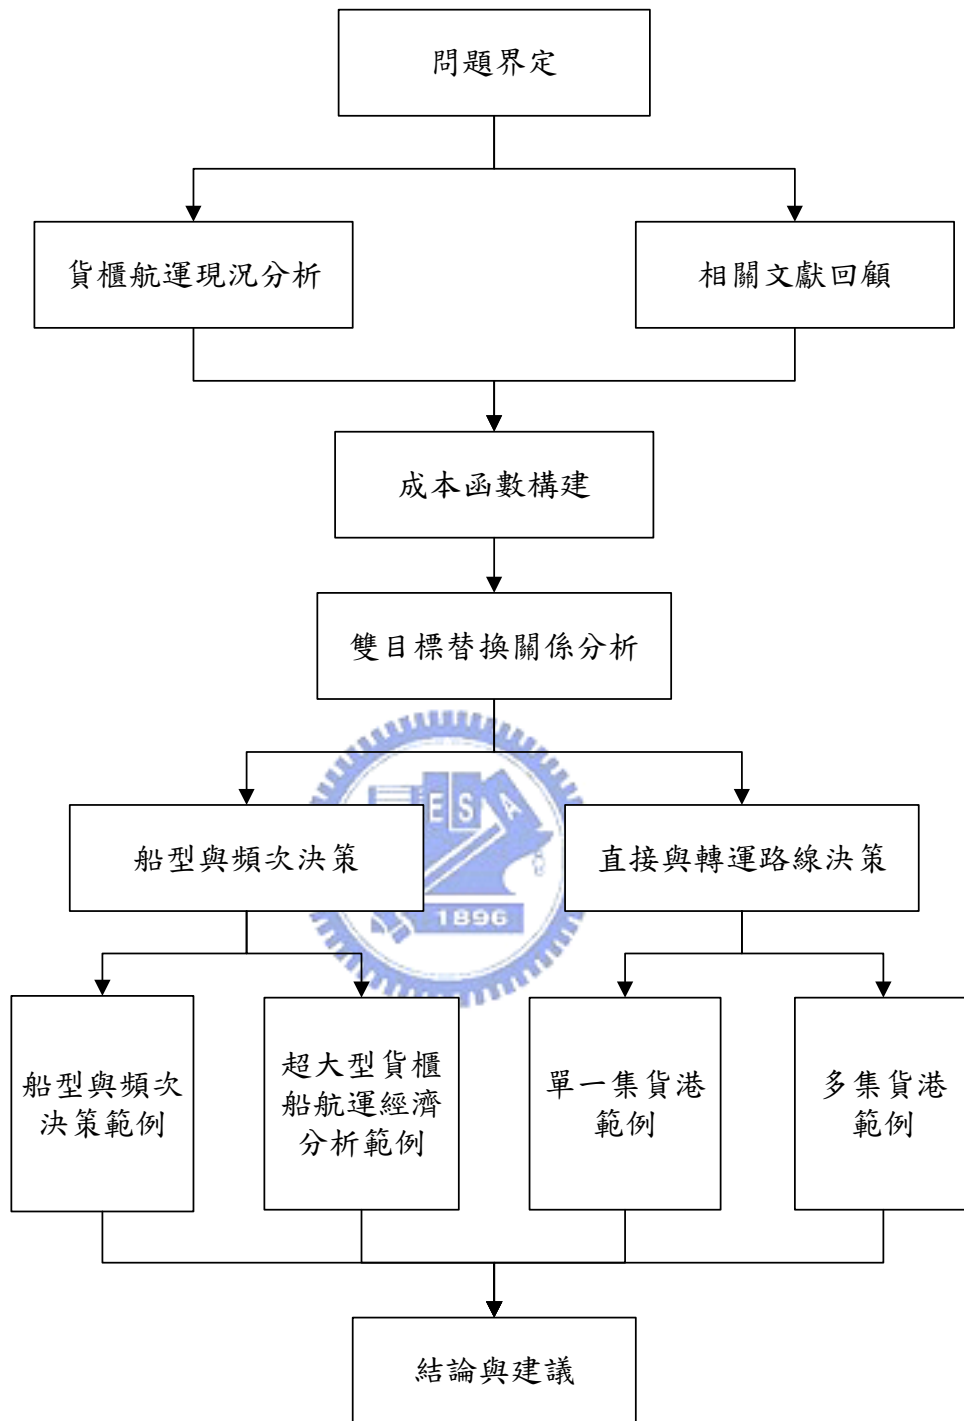 問題界定
貨櫃航運現況分析
相關文獻回顧
成本函數構建
雙目標替換關係分析
ESA
船型與頻次決策
直接與轉運路線決策
1896
船型與頻次
決策範例
超大型貨櫃
船航運經濟
分析範例
單一集貨港
範例
多集貨港
範例
結論與建議